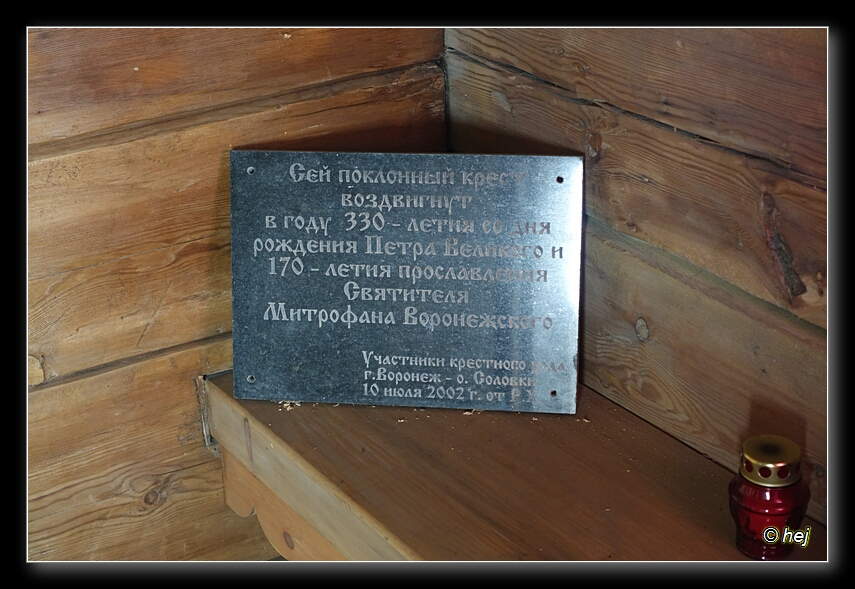 Сей поклонный крест
воздвигнут
в году 330 - летия со дня
рождения Петра Великого и
170 - летия прославления
Святителя
Митрофана Воронежского
Участники крестного хода
г.Воронеж - о. Соловки
10 июля 2002 г. от Р.Х.
© hej